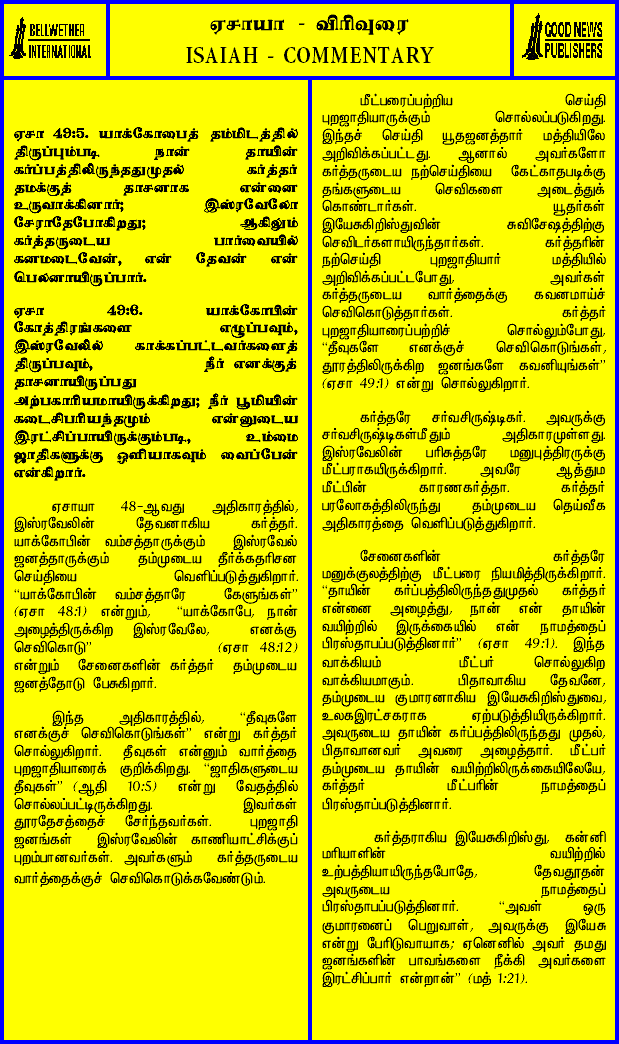 BELLWETHER
INTERNATIONAL
ஏசாயா - விரிவுரை
ISAIAH - COMMENTARY
GOOD NEWS
PUBLISHERS
ஏசா 49:5. யாக்கோபைத் தம்மிடத்தில்
திருப்பும்படி நான் தாயின்
கர்ப்பத்திலிருந்ததுமுதல் கர்த்தர்
தமக்குத் தாசனாக என்னை
உருவாக்கினார்; இஸ்ரவேலோ
சேராதேபோகிறது; ஆகிலும்
கர்த்தருடைய பார்வையில்
கனமடைவேன், என் தேவன் என்
பெலனாயிருப்பார்.
ஏசா 49:6. யாக்கோபின்
கோத்திரங்களை எழுப்பவும்,
இஸ்ரவேலில் காக்கப்பட்டவர்களைத்
திருப்பவும், நீர் எனக்குத்
தாசனாயிருப்பது
அற்பகாரியமாயிருக்கிறது; நீர் பூமியின்
கடைசிபரியந்தமும் என்னுடைய
இரட்சிப்பாயிருக்கும்படி, உம்மை
ஜாதிகளுக்கு ஒளியாகவும் வைப்பேன்
என்கிறார்.
ஏசாயா 48-ஆவது அதிகாரத்தில்,
இஸ்ரவேலின் தேவனாகிய கர்த்தர்.
யாக்கோபின் வம்சத்தாருக்கும் இஸ்ரவேல்
ஜனத்தாருக்கும் தம்முடைய தீர்க்கதரிசன
செய்தியை வெளிப்படுத்துகிறார்.
“யாக்கோபின் வம்சத்தாரே கேளுங்கள்”
(ஏசா 48:1) என்றும், “யாக்கோபே, நான்
அழைத்திருக்கிற இஸ்ரவேலே, எனக்கு
செவிகொடு” (ஏசா 48:12)
என்றும் சேனைகளின் கர்த்தர் தம்முடைய
ஜனத்தோடு பேசுகிறார்.
இந்த அதிகாரத்தில், “தீவுகளே
எனக்குச் செவிகொடுங்கள்” என்று கர்த்தர்
சொல்லுகிறார். தீவுகள் என்னும் வார்த்தை
புறஜாதியாரைக் குறிக்கிறது. “ஜாதிகளுடைய
தீவுகள்” (ஆதி 10:5) என்று வேதத்தில்
சொல்லப்பட்டிருக்கிறது. இவர்கள்
தூரதேசத்தைச் சேர்ந்தவர்கள். புறஜாதி
ஜனங்கள் இஸ்ரவேலின் காணியாட்சிக்குப்
புறம்பானவர்கள். அவர்களும் கர்த்தருடைய
வார்த்தைக்குச் செவிகொடுக்கவேண்டும்.
மீட்பரைப்பற்றிய செய்தி
புறஜாதியாருக்கும் சொல்லப்படுகிறது.
இந்தச் செய்தி யூதஜனத்தார் மத்தியிலே
அறிவிக்கப்பட்டது. ஆனால் அவர்களோ
கர்த்தருடைய நற்செய்தியை கேட்காதபடிக்கு
தங்களுடைய செவிகளை அடைத்துக்
கொண்டார்கள். யூதர்கள்
இயேசுகிறிஸ்துவின் சுவிசேஷத்திற்கு
செவிடர்களாயிருந்தார்கள். கர்த்தரின்
நற்செய்தி புறஜாதியார் மத்தியில்
அறிவிக்கப்பட்டபோது, அவர்கள்
கர்த்தருடைய வார்த்தைக்கு கவனமாய்ச்
செவிகொடுத்தார்கள். கர்த்தர்
புறஜாதியாரைப்பற்றிச் சொல்லும்போது,
“தீவுகளே எனக்குச் செவிகொடுங்கள்,
தூரத்திலிருக்கிற ஜனங்களே கவனியுங்கள்”
(ஏசா 49:1) என்று சொல்லுகிறார்.
கர்த்தரே சர்வசிருஷ்டிகர். அவருக்கு
சர்வசிருஷ்டிகள்மீதும் அதிகாரமுள்ளது.
இஸ்ரவேலின் பரிசுத்தரே மனுபுத்திரருக்கு
மீட்பராகயிருக்கிறார். அவரே ஆத்தும
மீட்பின் காரணகர்த்தா. கர்த்தர்
பரலோகத்திலிருந்து தம்முடைய தெய்வீக
அதிகாரத்தை வெளிப்படுத்துகிறார்.
சேனைகளின் கர்த்தரே
மனுக்குலத்திற்கு மீட்பரை நியமித்திருக்கிறார்.
“தாயின் கர்ப்பத்திலிருந்ததுமுதல் கர்த்தர்
என்னை அழைத்து, நான் என் தாயின்
வயிற்றில் இருக்கையில் என் நாமத்தைப்
பிரஸ்தாபப்படுத்தினார்” (ஏசா 49:1). இந்த
வாக்கியம் மீட்பர் சொல்லுகிற
வாக்கியமாகும். பிதாவாகிய தேவனே,
தம்முடைய குமாரனாகிய இயேசுகிறிஸ்துவை,
உலகஇரட்சகராக ஏற்படுத்தியிருக்கிறார்.
அவருடைய தாயின் கர்ப்பத்திலிருந்தது முதல்,
பிதாவானவர் அவரை அழைத்தார். மீட்பர்
தம்முடைய தாயின் வயிற்றிலிருக்கையிலேயே,
கர்த்தர் மீட்பரின் நாமத்தைப்
பிரஸ்தாப்படுத்தினார்.
கர்த்தராகிய இயேசுகிறிஸ்து, கன்னி
மரியாளின் வயிற்றில்
உற்பத்தியாயிருந்தபோதே, தேவதூதன்
அவருடைய நாமத்தைப்
பிரஸ்தாபப்படுத்தினார். “அவள் ஒரு
குமாரனைப் பெறுவாள், அவருக்கு இயேசு
என்று பேரிடுவாயாக; ஏனெனில் அவர் தமது
ஜனங்களின் பாவங்களை நீக்கி அவர்களை
இரட்சிப்பார் என்றான்” (மத் 1:21).